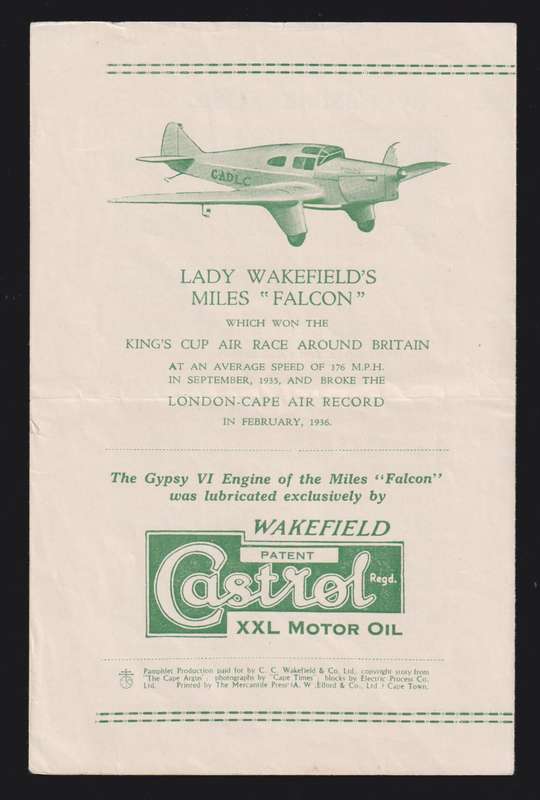 G-ADLC
LADY WAKEFIELD'S
MILES "FALCON"
WHICH WON THE
KING'S CUP AIR RACE AROUND BRITAIN
AT AN AVERAGE SPEED OF 176 M.P.H.
IN SEPTEMBER, 1935, AND BROKE THE
LONDON-CAPE AIR RECORD
IN FEBRUARY, 1936.
The Gypsy VI Engine of the Miles "Falcon"
was lubricated exclusively by
WAKEFIELD
PATENT
Castrol Regd.
XXL MOTOR OIL
Pamphlet Production paid for by C. C. Wakefield & Co. Ltd., copyright story from
"The Cape Argus" photographs by "Cape Times" blocks by Electric Process Co.
Ltd. Printed by The Mercantile Press (A. W. Elford & Co., Ltd.) Cape Town.